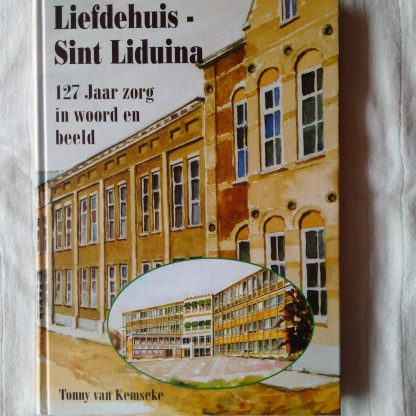 Liefdehuis -
Sint Liduina
127 Jaar zorg
in woord en
beeld
Tonny van Kemseke